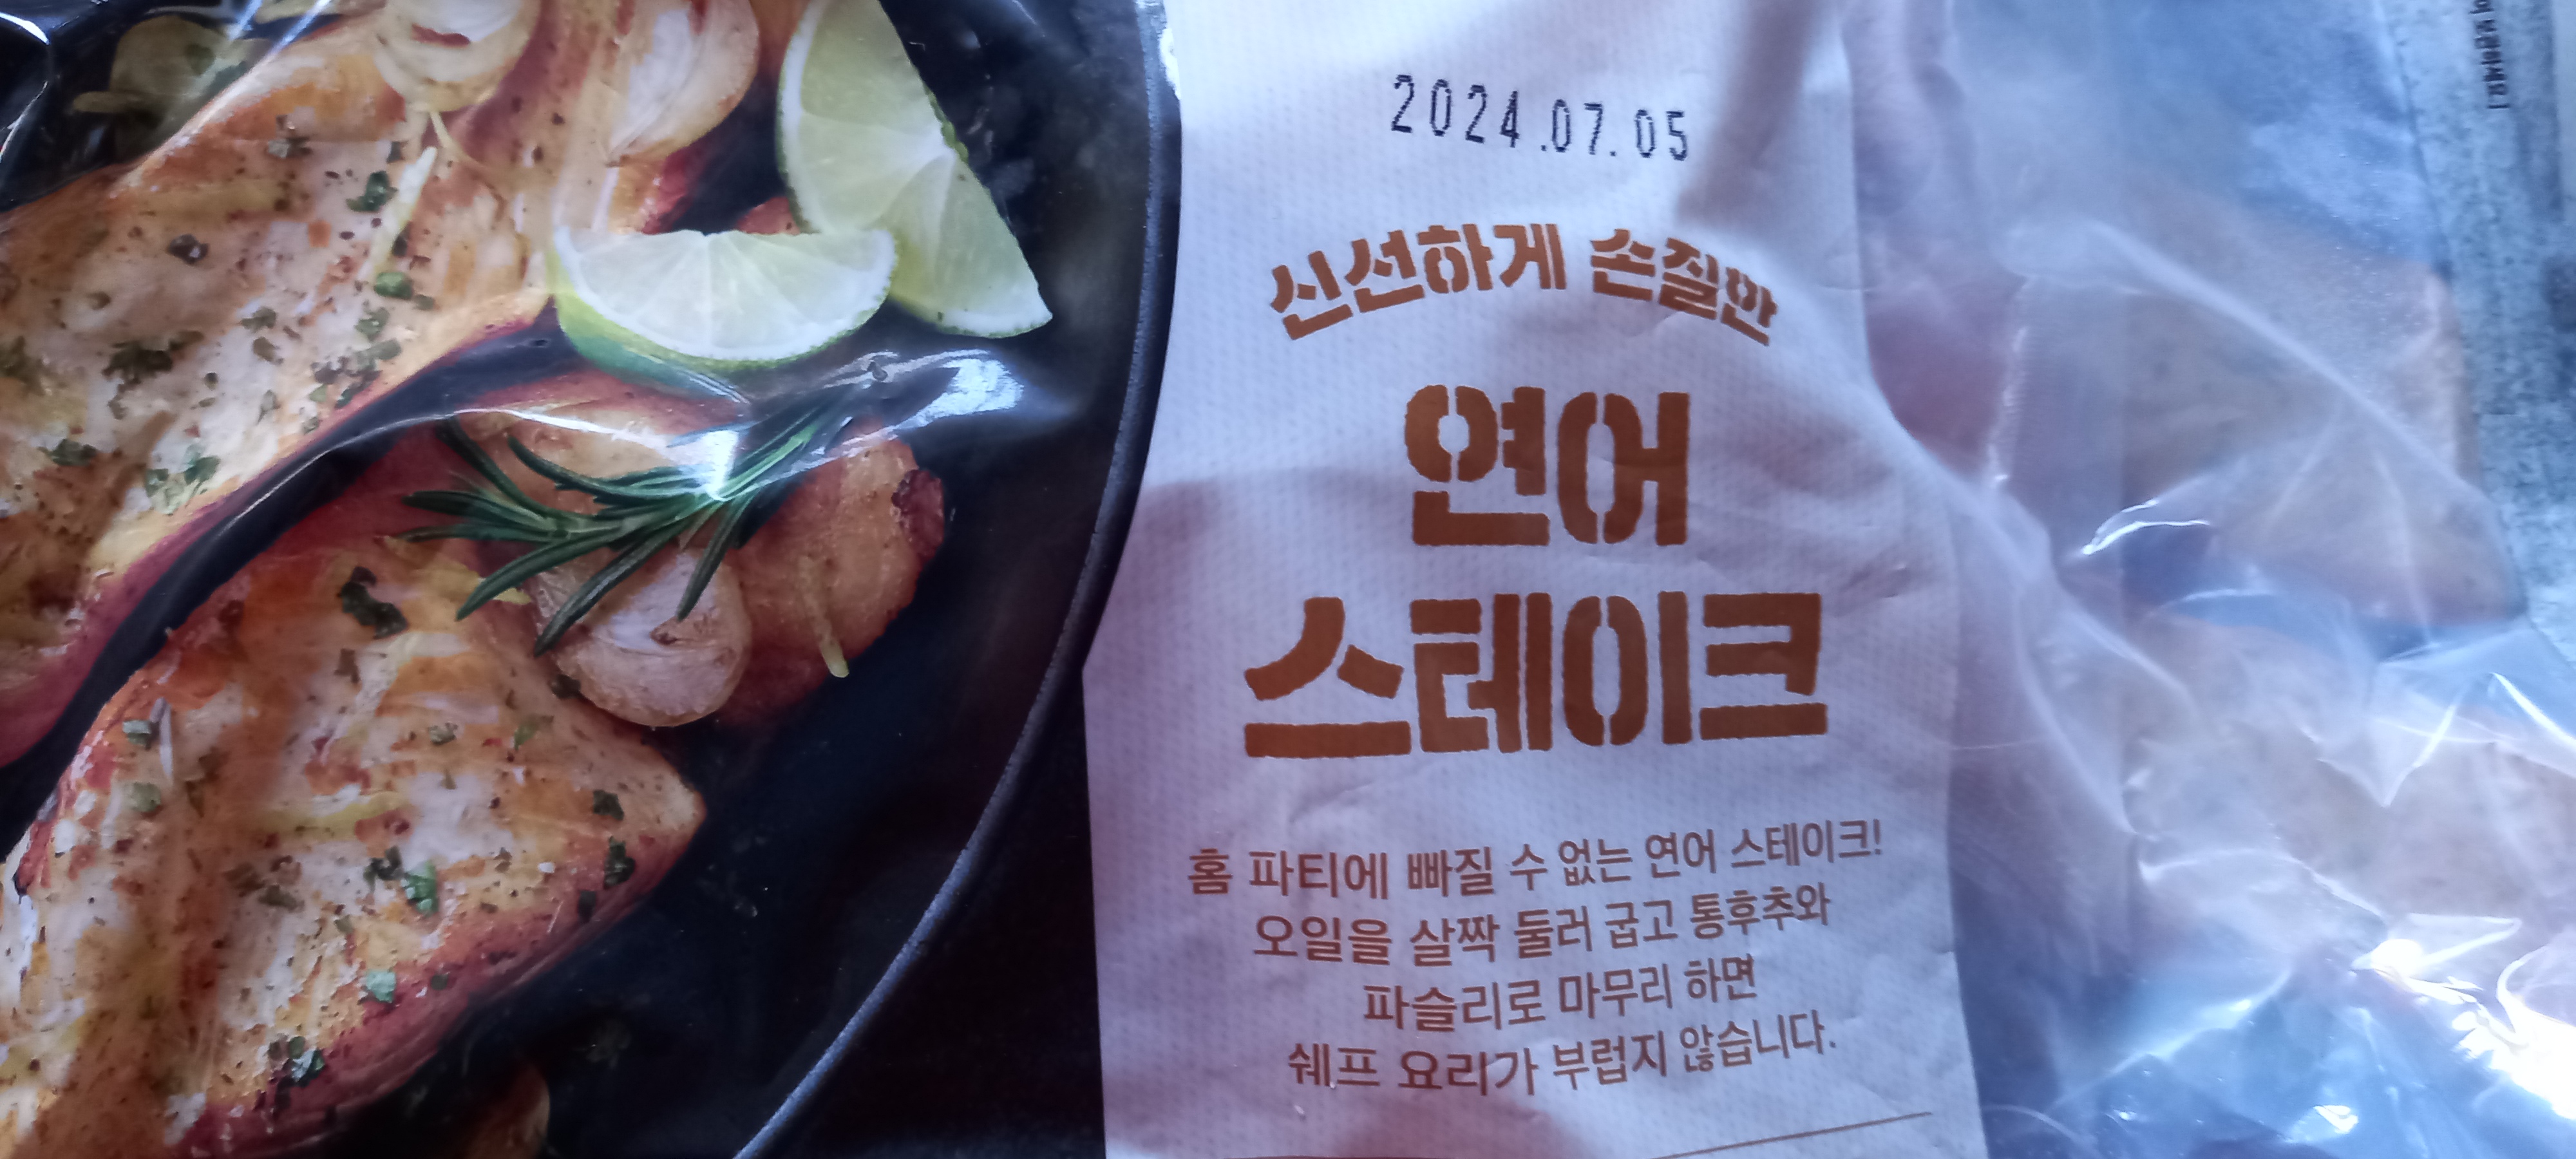 2024.07.05
신선하게 손질한
연어
스테이크
홈 파티에 빠질 수 없는 연어 스테이크!
오일을 살짝 둘러 굽고 통후추와
파슬리로 마무리 하면
쉐프 요리가 부럽지 않습니다.